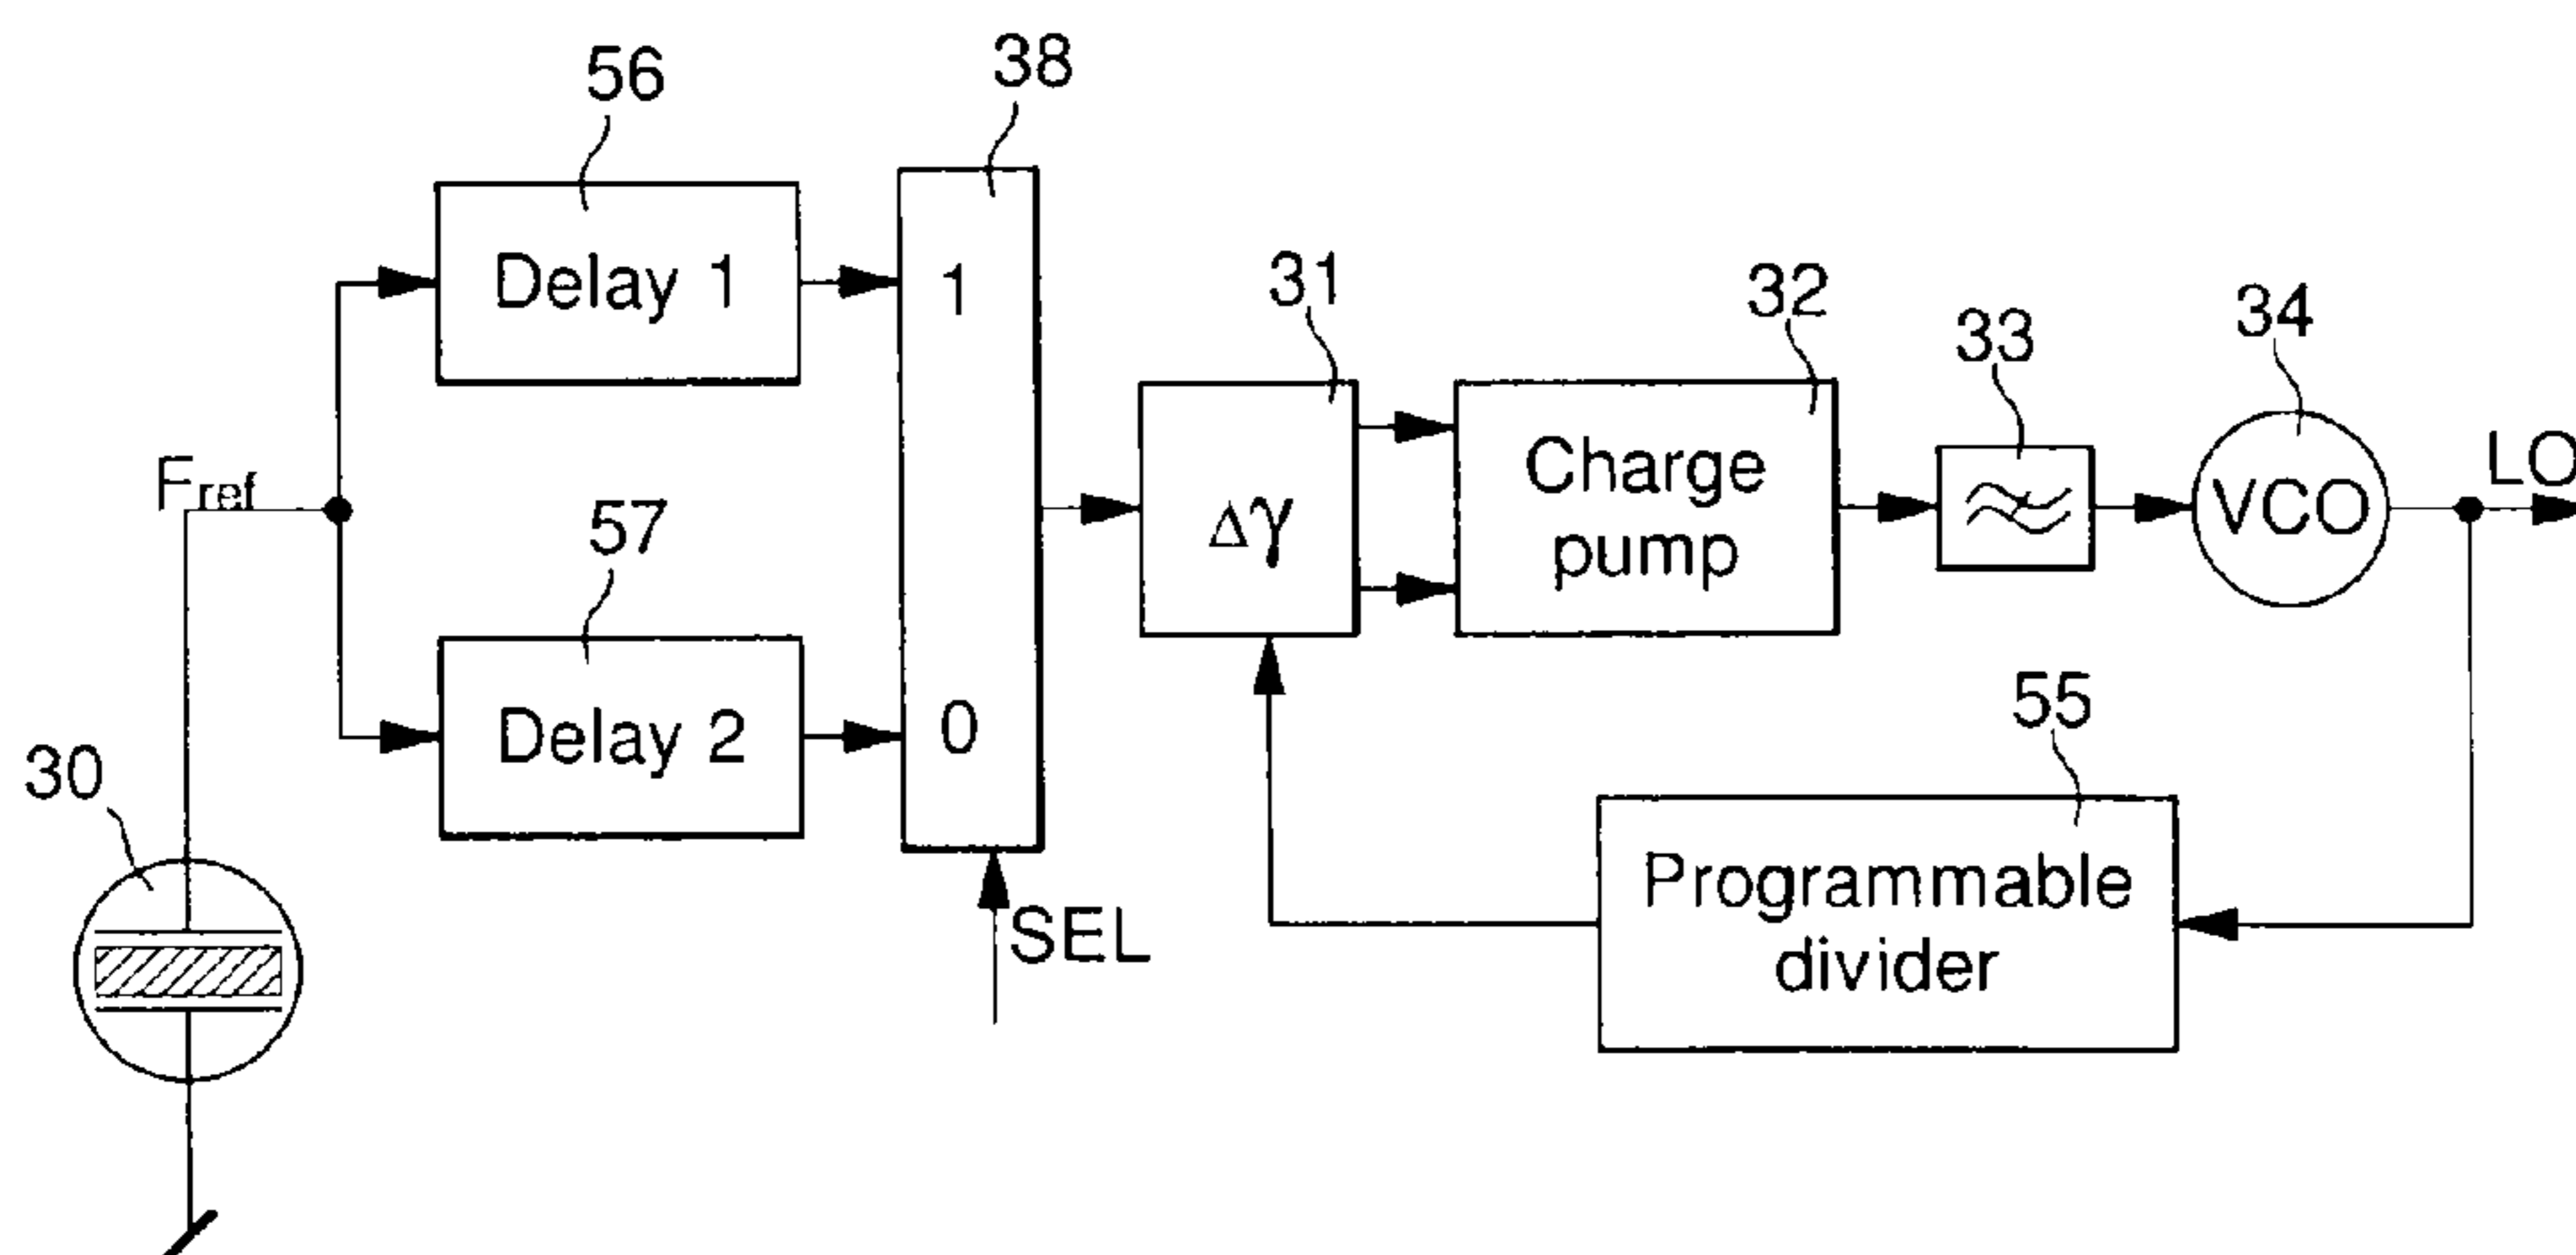 56
38
Delay 1
1
31
32
33
34
Fref
57
Δγ
Charge
pump
VCO
LO
Delay 2
0
30
55
SEL
Programmable
divider